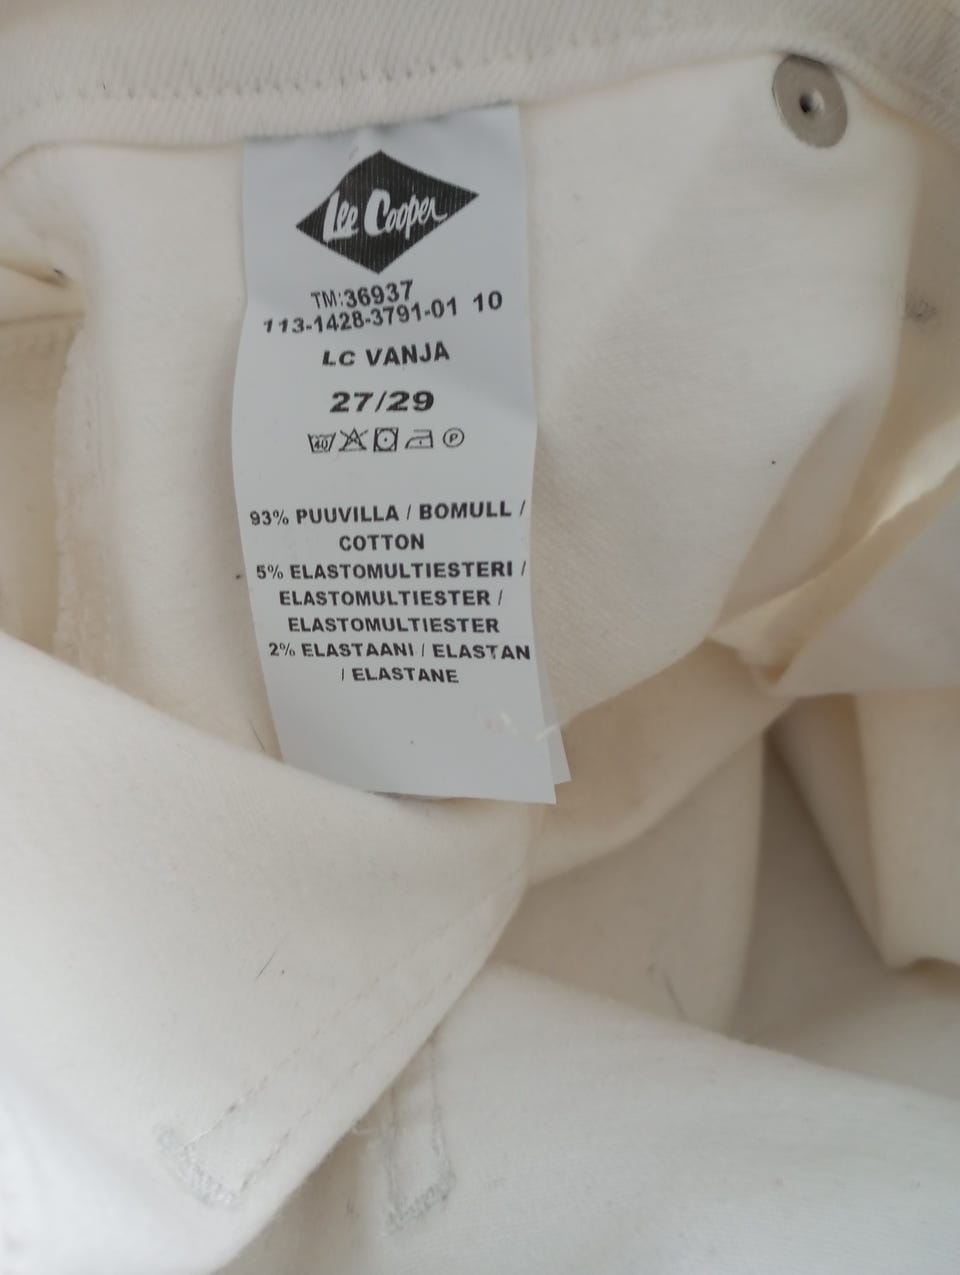 Lee Cooper
TM:36937
113-1428-3791-01 10
LC VANJA
27/29
40 P
93% PUUVILLA / BOMULL /
COTTON
5% ELASTOMULTIESTERI /
ELASTOMULTIESTER /
ELASTOMULTIESTER
2% ELASTAANI / ELASTAN
/ ELASTANE